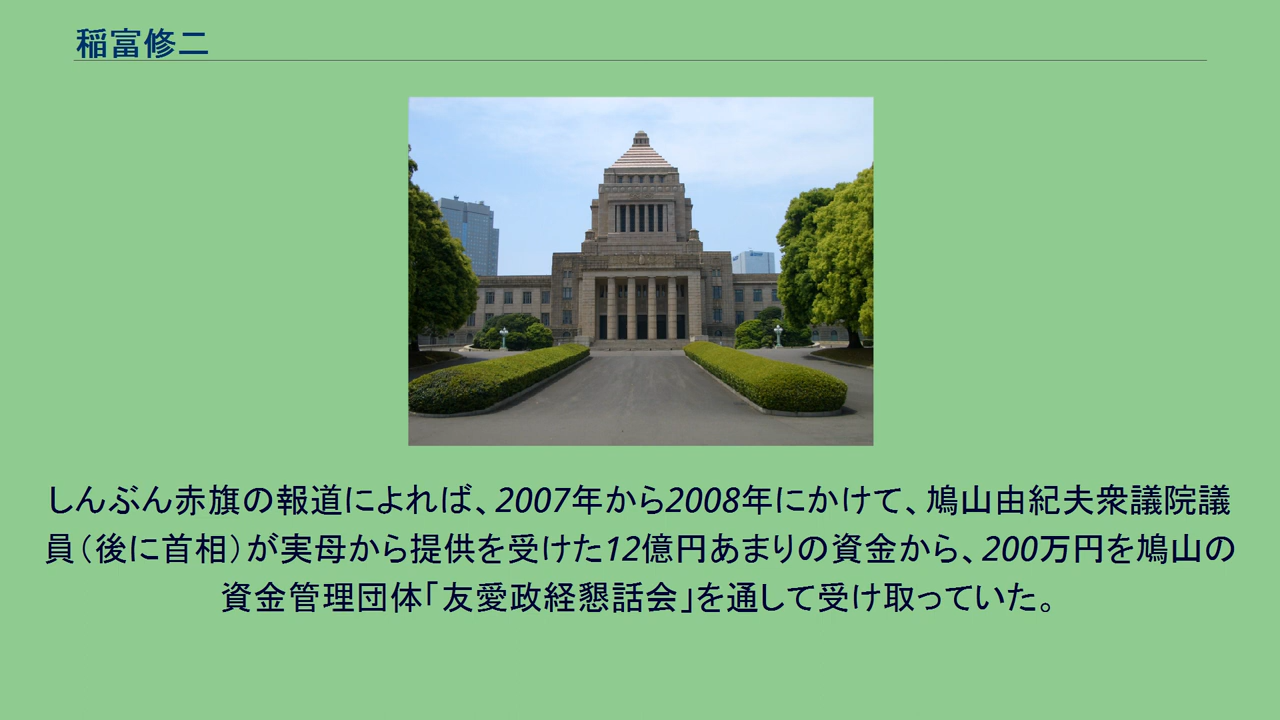 稲富修二
しんぶん赤旗の報道によれば、2007年から2008年にかけて、鳩山由紀夫衆議院議
員（後に首相）が実母から提供を受けた12億円あまりの資金から、200万円を鳩山の
資金管理団体「友愛政経懇話会」を通して受け取っていた。